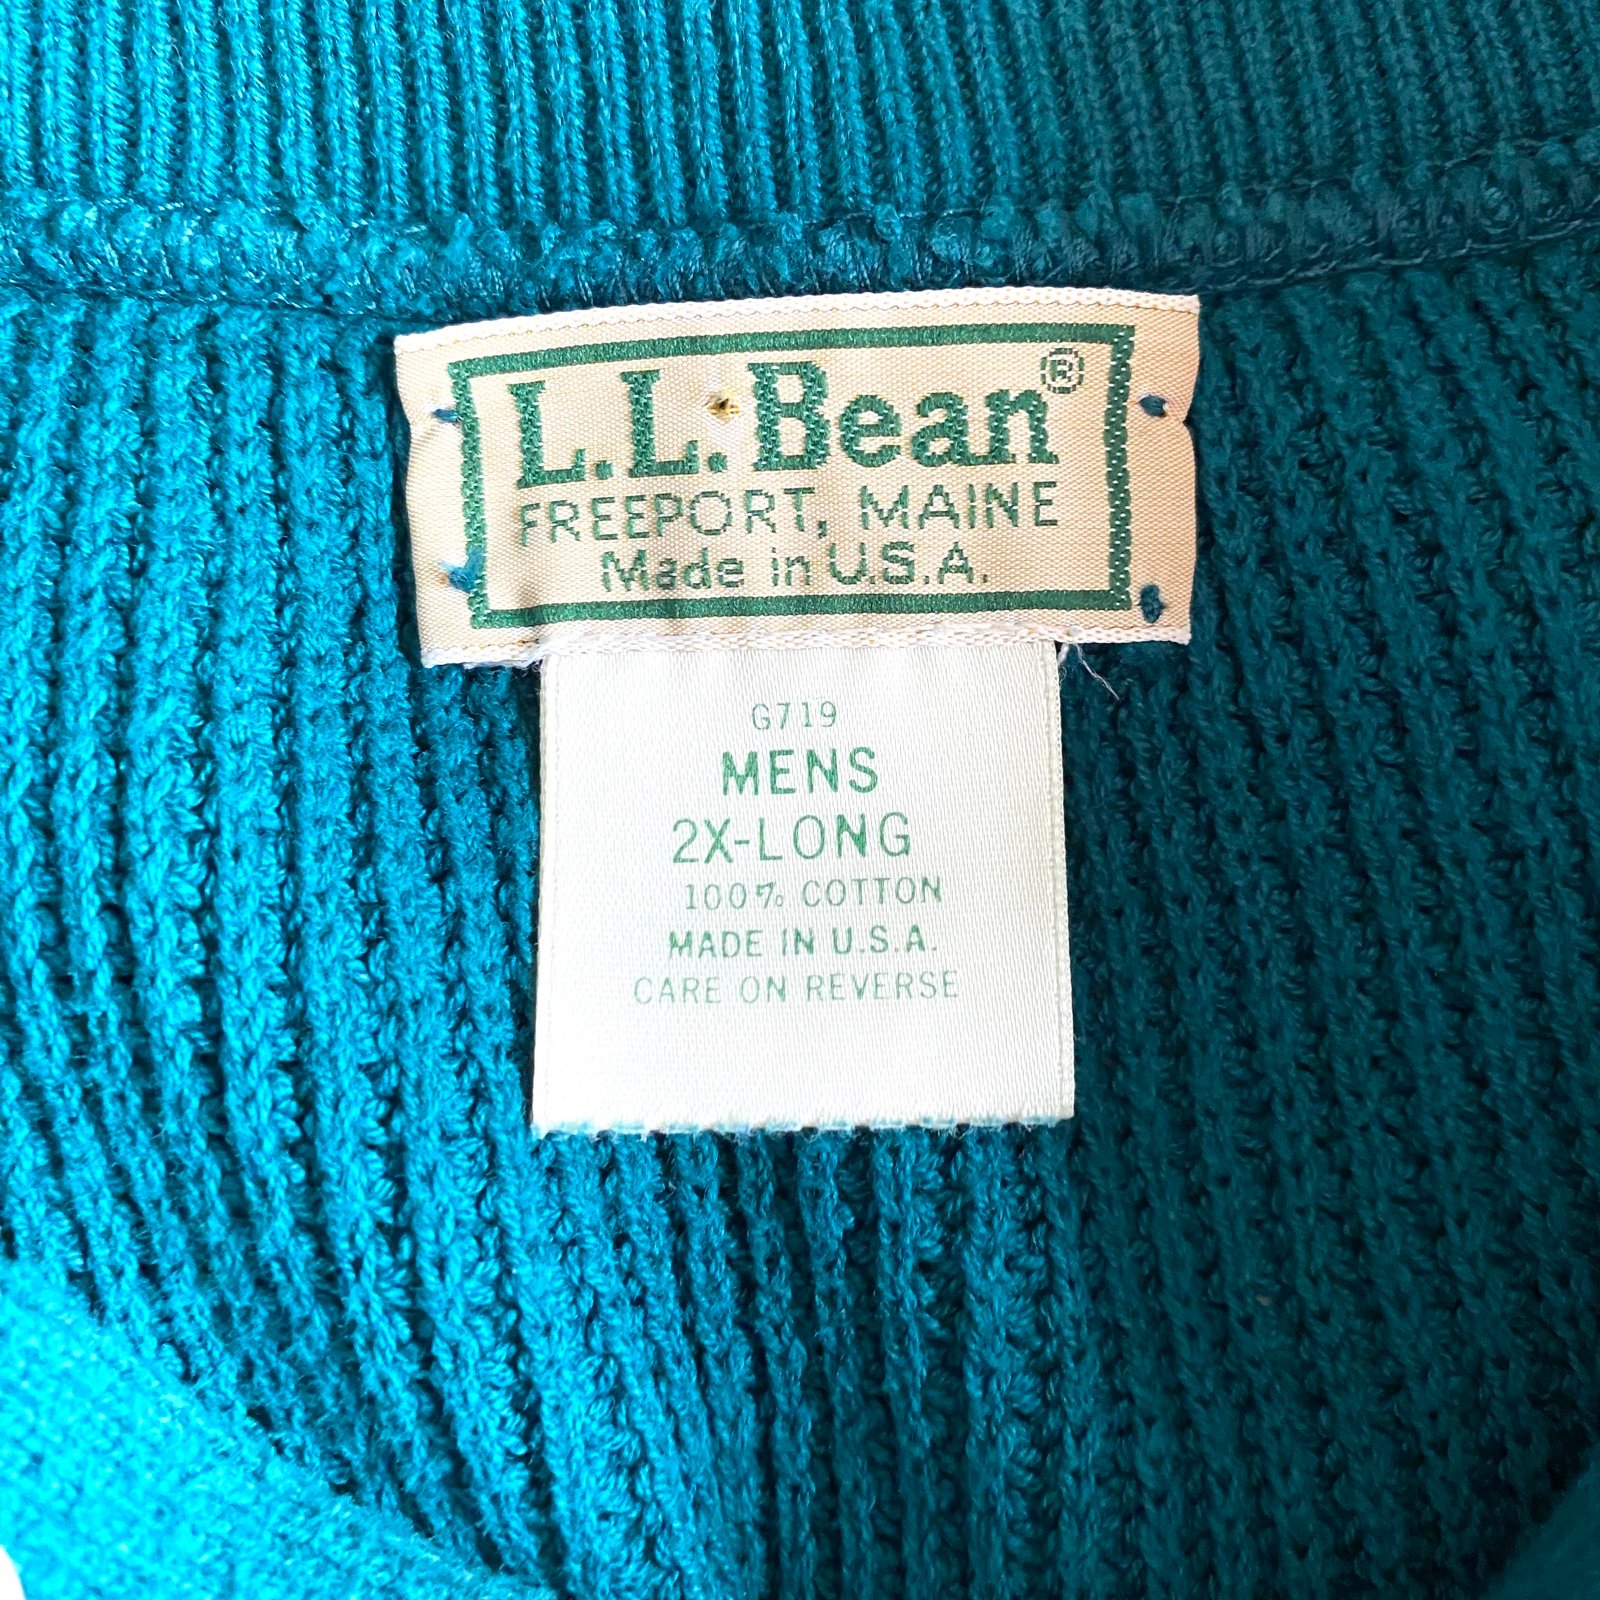 L.L.Bean®
FREEPORT, MAINE
Made in U.S.A.
G719
MENS
2X-LONG
100% COTTON
MADE IN U.S.A.
CARE ON REVERSE